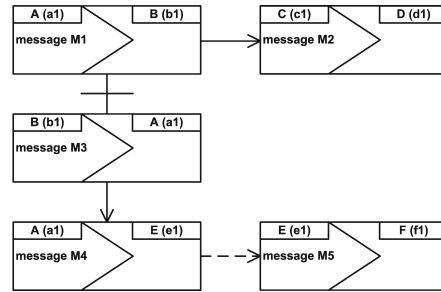 A (a1) B (b1)
message M1
C (c1) D (d1)
message M2
B (b1) A (a1)
message M3
A (a1) E (e1)
message M4
E (e1) F (f1)
message M5